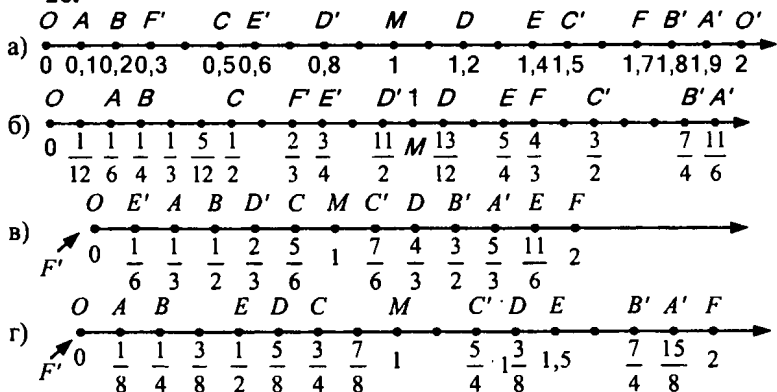 O A B F' C E' D' M D E C' F B' A' O'
а) 0 0,1 0,2 0,3 0,5 0,6 0,8 1 1,2 1,4 1,5 1,7 1,8 1,9 2
O A B C F' E' D' 1 D E F C' B' A'
б) 0 1/12 1/6 1/4 1/3 5/12 1/2 2/3 3/4 11/2 M 13/12 5/4 4/3 3/2 7/4 11/6
O E' A B D' C M C' D B' A' E F
в) F' 0 1/6 1/3 1/2 2/3 5/6 1 7/6 4/3 3/2 5/3 11/6 2
O A B E D C M C' D E B' A' F
г) F' 0 1/8 1/4 3/8 1/2 5/8 3/4 7/8 1 5/4 1 3/8 1,5 7/4 15/8 2